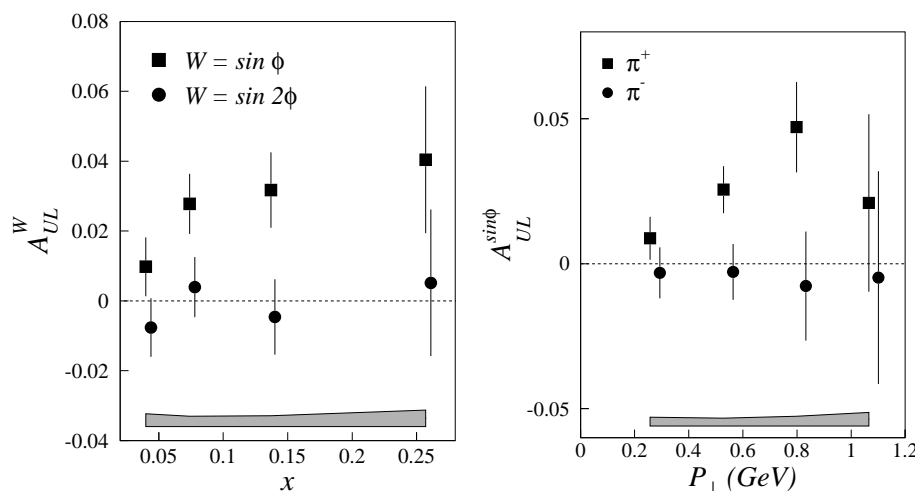 0.08
0.06
0.04
0.02
0
-0.02
-0.04
A_UL^W
W = sin ϕ
W = sin 2ϕ
0.05
0.1
0.15
0.2
0.25
x
0.05
0
-0.05
A_UL^sinϕ
π+
π-
0
0.2
0.4
0.6
0.8
1
1.2
P⊥ (GeV)